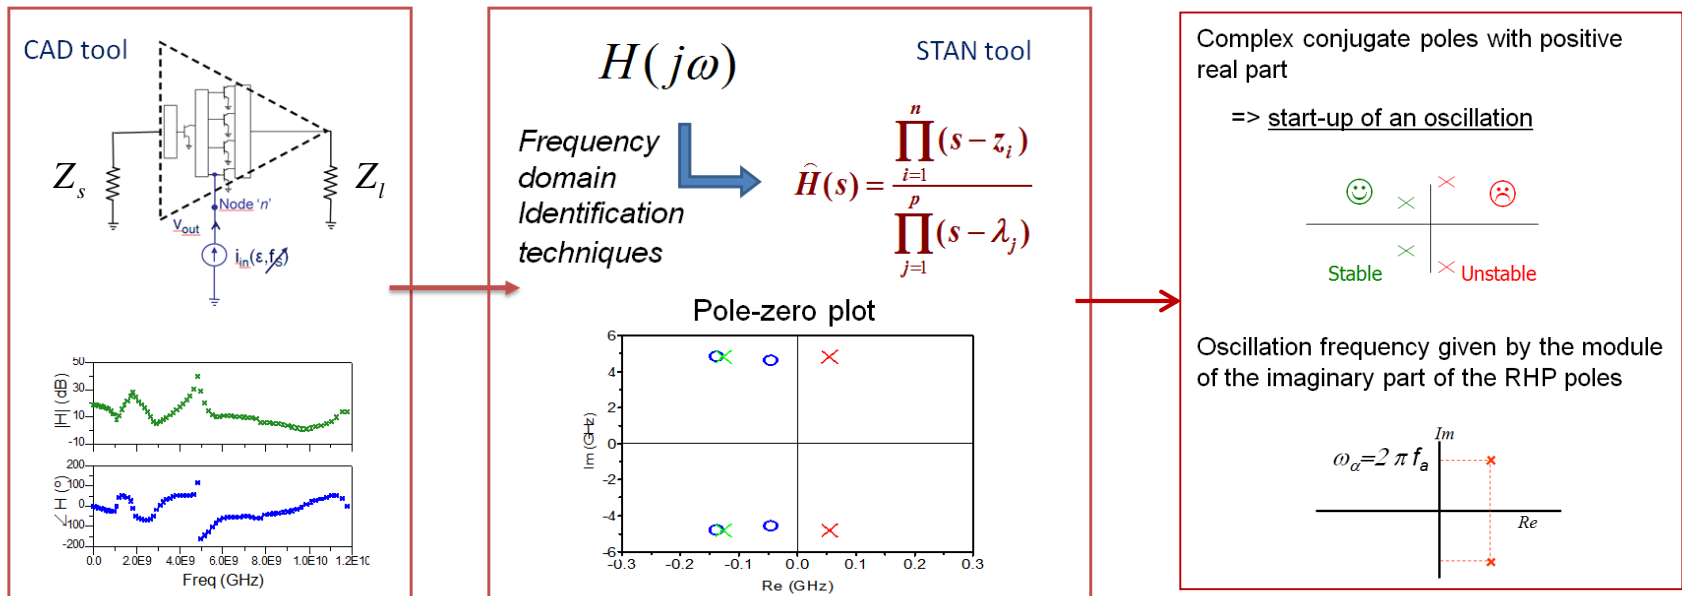 CAD tool
Z_s
Z_l
Node 'n'
V_out
i_in(ε,f_s)
50
30
10
-10
|H| (dB)
200
100
0
-100
-200
∠H (º)
0.0 2.0E9 4.0E9 6.0E9 8.0E9 1.0E10 1.2E10
Freq (GHz)
H(jω)
STAN tool
Frequency
domain
Identification
techniques
Ĥ(s) = ∏_{i=1}^{n}(s − z_i) / ∏_{j=1}^{p}(s − λ_j)
Pole-zero plot
6
4
2
0
-2
-4
-6
Im (GHz)
-0.3 -0.2 -0.1 0.0 0.1 0.2 0.3
Re (GHz)
Complex conjugate poles with positive
real part
=> start-up of an oscillation
Stable
Unstable
Oscillation frequency given by the module
of the imaginary part of the RHP poles
Im
ω_α=2 π f_a
Re